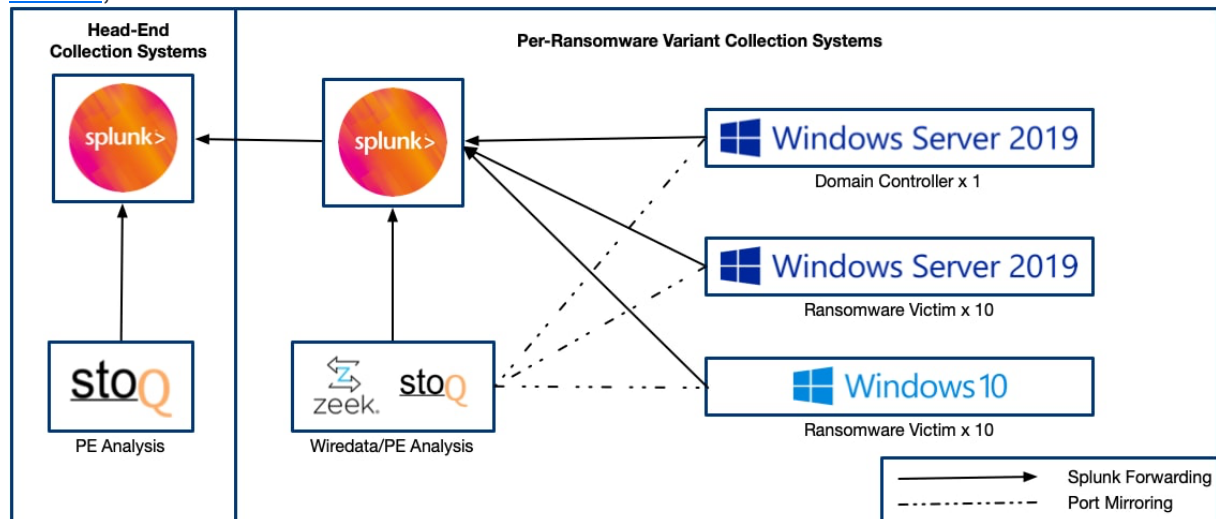 Head-End
Collection Systems
Per-Ransomware Variant Collection Systems
splunk>
splunk>
Windows Server 2019
Domain Controller x 1
Windows Server 2019
Ransomware Victim x 10
stoQ
PE Analysis
zeek.
stoQ
Wiredata/PE Analysis
Windows 10
Ransomware Victim x 10
Splunk Forwarding
Port Mirroring